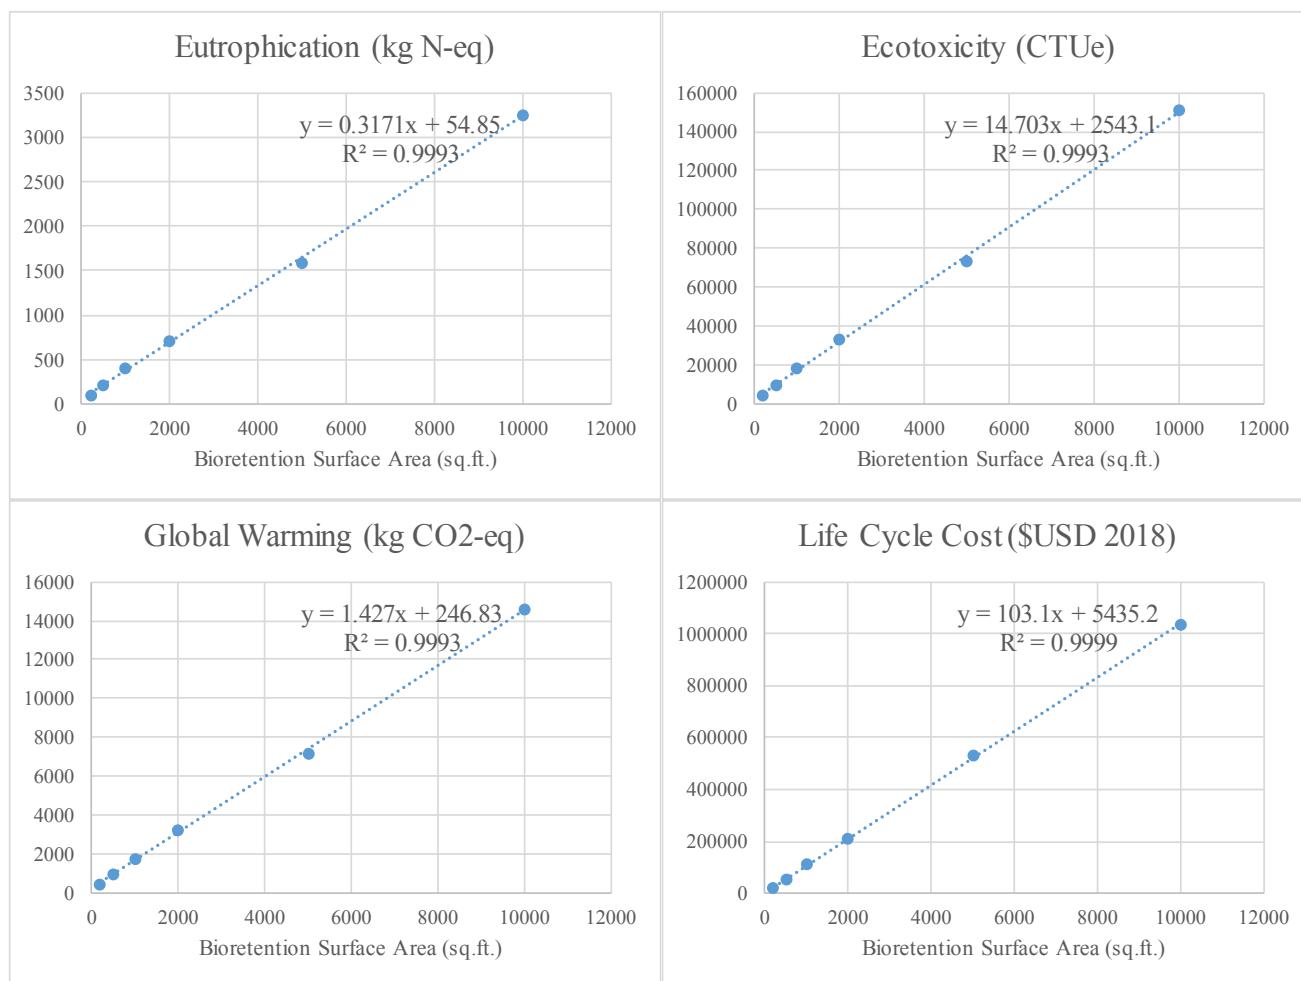 Eutrophication (kg N-eq)
3500
3000
2500
2000
1500
1000
500
0
y = 0.3171x + 54.85
R² = 0.9993
0 2000 4000 6000 8000 10000 12000
Bioretention Surface Area (sq.ft.)
Ecotoxicity (CTUe)
160000
140000
120000
100000
80000
60000
40000
20000
0
y = 14.703x + 2543.1
R² = 0.9993
0 2000 4000 6000 8000 10000 12000
Bioretention Surface Area (sq.ft.)
Global Warming (kg CO2-eq)
16000
14000
12000
10000
8000
6000
4000
2000
0
y = 1.427x + 246.83
R² = 0.9993
0 2000 4000 6000 8000 10000 12000
Bioretention Surface Area (sq.ft.)
Life Cycle Cost ($USD 2018)
1200000
1000000
800000
600000
400000
200000
0
y = 103.1x + 5435.2
R² = 0.9999
0 2000 4000 6000 8000 10000 12000
Bioretention Surface Area (sq.ft.)